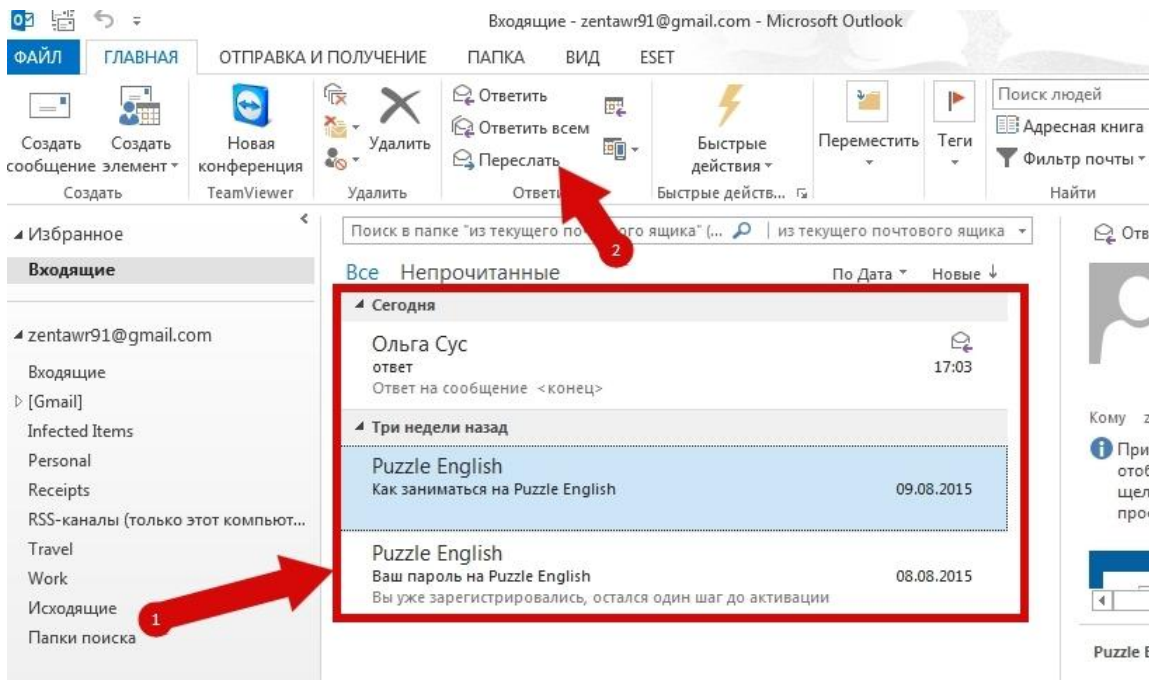 Входящие - zentawr91@gmail.com - Microsoft Outlook
ФАЙЛ ГЛАВНАЯ ОТПРАВКА И ПОЛУЧЕНИЕ ПАПКА ВИД ESET
Создать сообщение
Создать элемент
Создать
Новая конференция
TeamViewer
Удалить
Удалить
Ответить
Ответить всем
Переслать
Быстрые действия
Быстрые действ...
Переместить
Теги
Поиск людей
Адресная книга
Фильтр почты
Найти
Избранное
Входящие
zentawr91@gmail.com
Входящие
[Gmail]
Infected Items
Personal
Receipts
RSS-каналы (только этот компьют...
Travel
Work
Исходящие
Папки поиска
1
2
Поиск в папке "из текущего ящика" (... из текущего почтового ящика
Все Непрочитанные По Дата Новые ↓
Сегодня
Ольга Сус
ответ 17:03
Ответ на сообщение <конец>
Три недели назад
Puzzle English
Как заниматься на Puzzle English 09.08.2015
Puzzle English
Ваш пароль на Puzzle English 08.08.2015
Вы уже зарегистрировались, остался один шаг до активации
Отв
Кому z
При
отоб
щел
про
Puzzle E